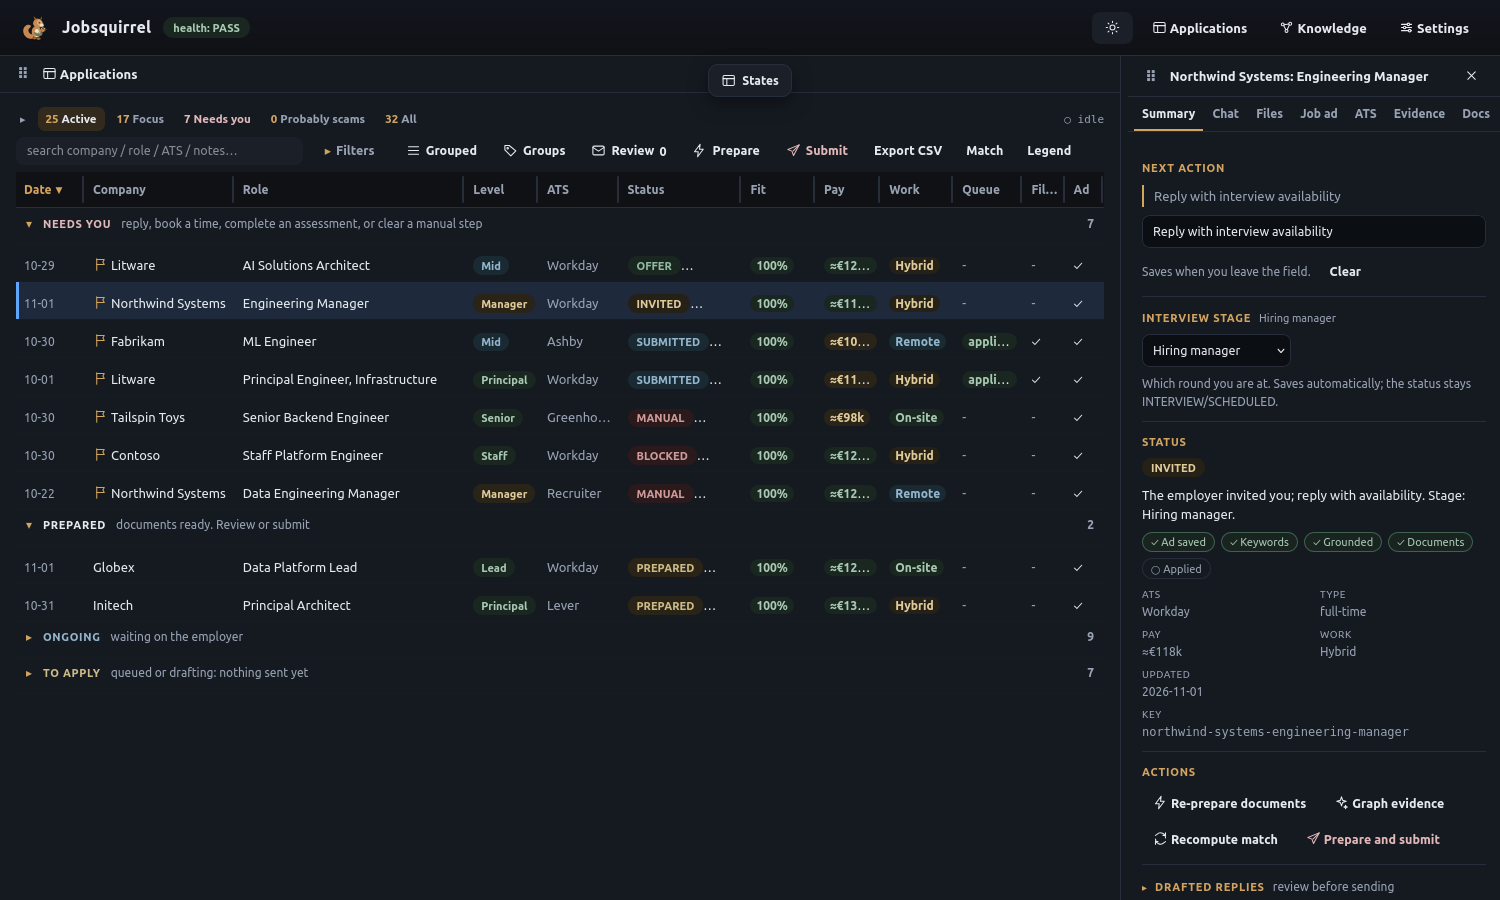 Jobsquirrel
health: PASS
Applications
Knowledge
Settings
Applications
States
25 Active
17 Focus
7 Needs you
0 Probably scams
32 All
idle
search company / role / ATS / notes…
Filters
Grouped
Groups
Review 0
Prepare
Submit
Export CSV
Match
Legend
Date ▾ Company Role Level ATS Status Fit Pay Work Queue Fil… Ad
NEEDS YOU reply, book a time, complete an assessment, or clear a manual step 7
10-29 Litware AI Solutions Architect Mid Workday OFFER … 100% ≈€12… Hybrid - - ✓
11-01 Northwind Systems Engineering Manager Manager Workday INVITED … 100% ≈€11… Hybrid - - ✓
10-30 Fabrikam ML Engineer Mid Ashby SUBMITTED … 100% ≈€10… Remote appli… ✓ ✓
10-01 Litware Principal Engineer, Infrastructure Principal Workday SUBMITTED … 100% ≈€11… Hybrid appli… ✓ ✓
10-30 Tailspin Toys Senior Backend Engineer Senior Greenho… MANUAL … 100% ≈€98k On-site - - ✓
10-30 Contoso Staff Platform Engineer Staff Workday BLOCKED … 100% ≈€12… Hybrid - - ✓
10-22 Northwind Systems Data Engineering Manager Manager Recruiter MANUAL … 100% ≈€12… Remote - - ✓
PREPARED documents ready. Review or submit 2
11-01 Globex Data Platform Lead Lead Workday PREPARED … 100% ≈€12… On-site - - ✓
10-31 Initech Principal Architect Principal Lever PREPARED … 100% ≈€13… Hybrid - - ✓
ONGOING waiting on the employer 9
TO APPLY queued or drafting: nothing sent yet 7
Northwind Systems: Engineering Manager
Summary Chat Files Job ad ATS Evidence Docs
NEXT ACTION
Reply with interview availability
Reply with interview availability
Saves when you leave the field. Clear
INTERVIEW STAGE Hiring manager
Hiring manager
Which round you are at. Saves automatically; the status stays
INTERVIEW/SCHEDULED.
STATUS
INVITED
The employer invited you; reply with availability. Stage:
Hiring manager.
✓ Ad saved ✓ Keywords ✓ Grounded ✓ Documents
Applied
ATS TYPE
Workday full-time
PAY WORK
≈€118k Hybrid
UPDATED
2026-11-01
KEY
northwind-systems-engineering-manager
ACTIONS
Re-prepare documents Graph evidence
Recompute match Prepare and submit
DRAFTED REPLIES review before sending